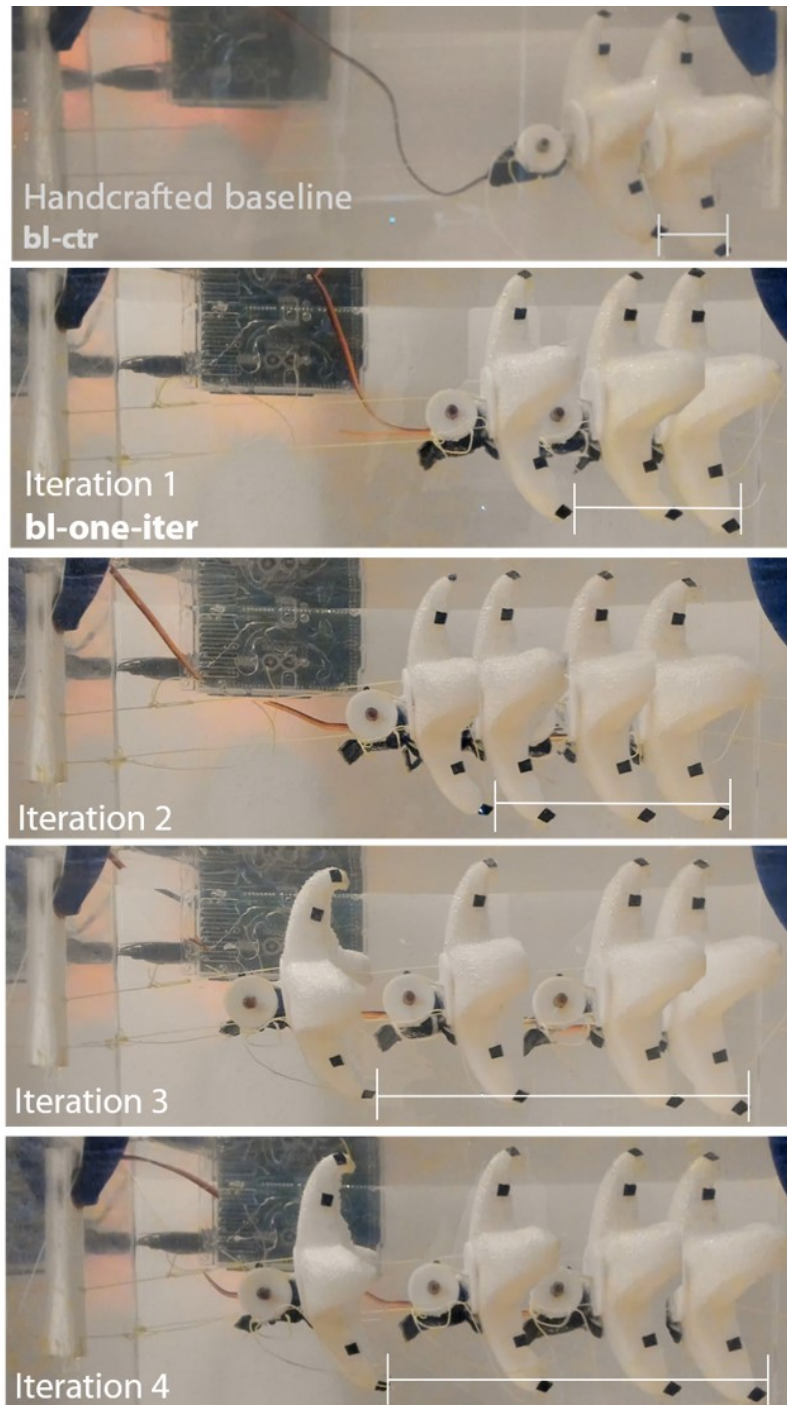 Handcrafted baseline
bl-ctr
Iteration 1
bl-one-iter
Iteration 2
Iteration 3
Iteration 4